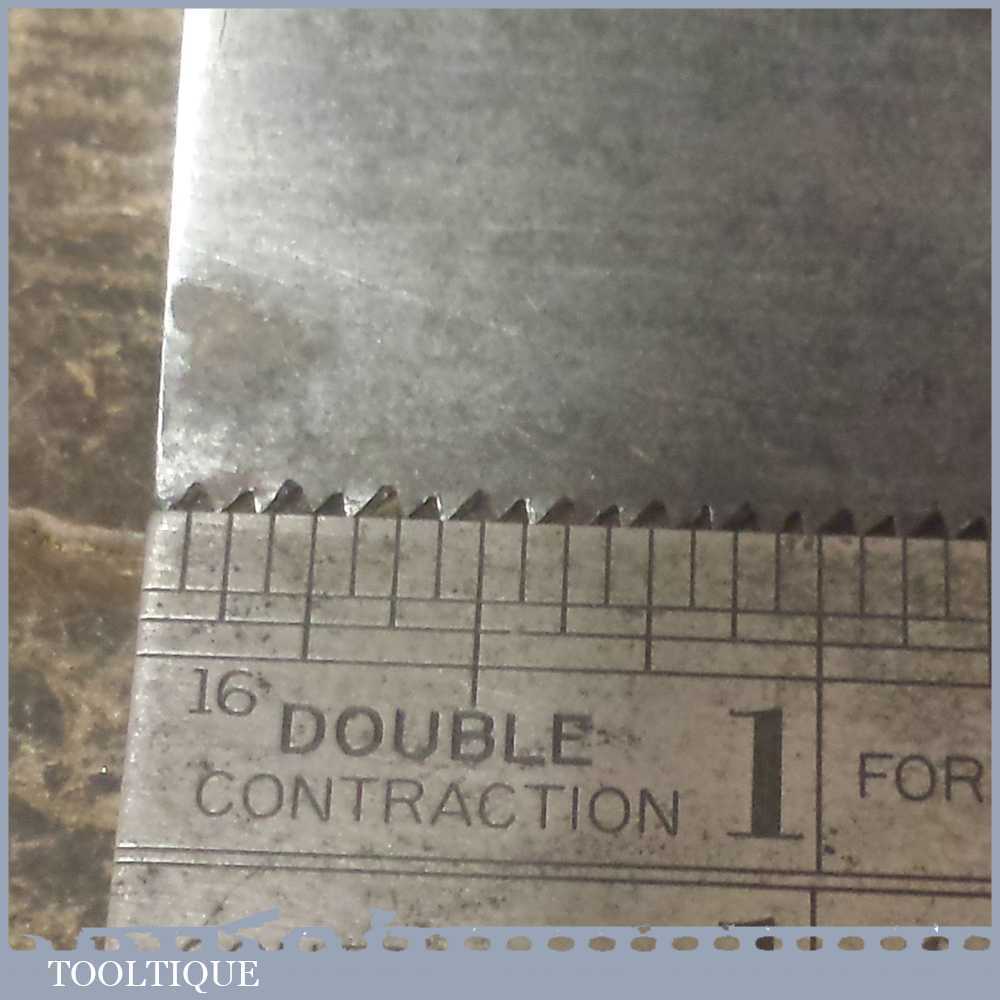 16 DOUBLE 1 FOR
CONTRACTION
TOOLTIQUE